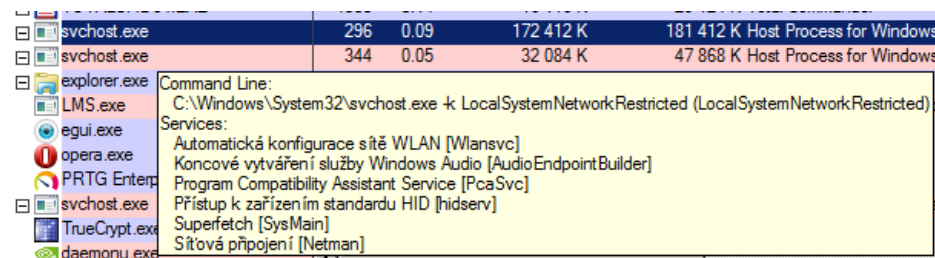 svchost.exe 296 0.09 172 412 K 181 412 K Host Process for Windows
svchost.exe 344 0.05 32 084 K 47 868 K Host Process for Windows
explorer.exe
LMS.exe
egui.exe
opera.exe
PRTG Enterp
svchost.exe
TrueCrypt.exe
daemonu.exe
Command Line:
C:\Windows\System32\svchost.exe -k LocalSystemNetworkRestricted (LocalSystemNetworkRestricted)
Services:
Automatická konfigurace sítě WLAN [Wlansvc]
Koncové vytváření služby Windows Audio [AudioEndpointBuilder]
Program Compatibility Assistant Service [PcaSvc]
Přístup k zařízením standardu HID [hidserv]
Superfetch [SysMain]
Síťová připojení [Netman]